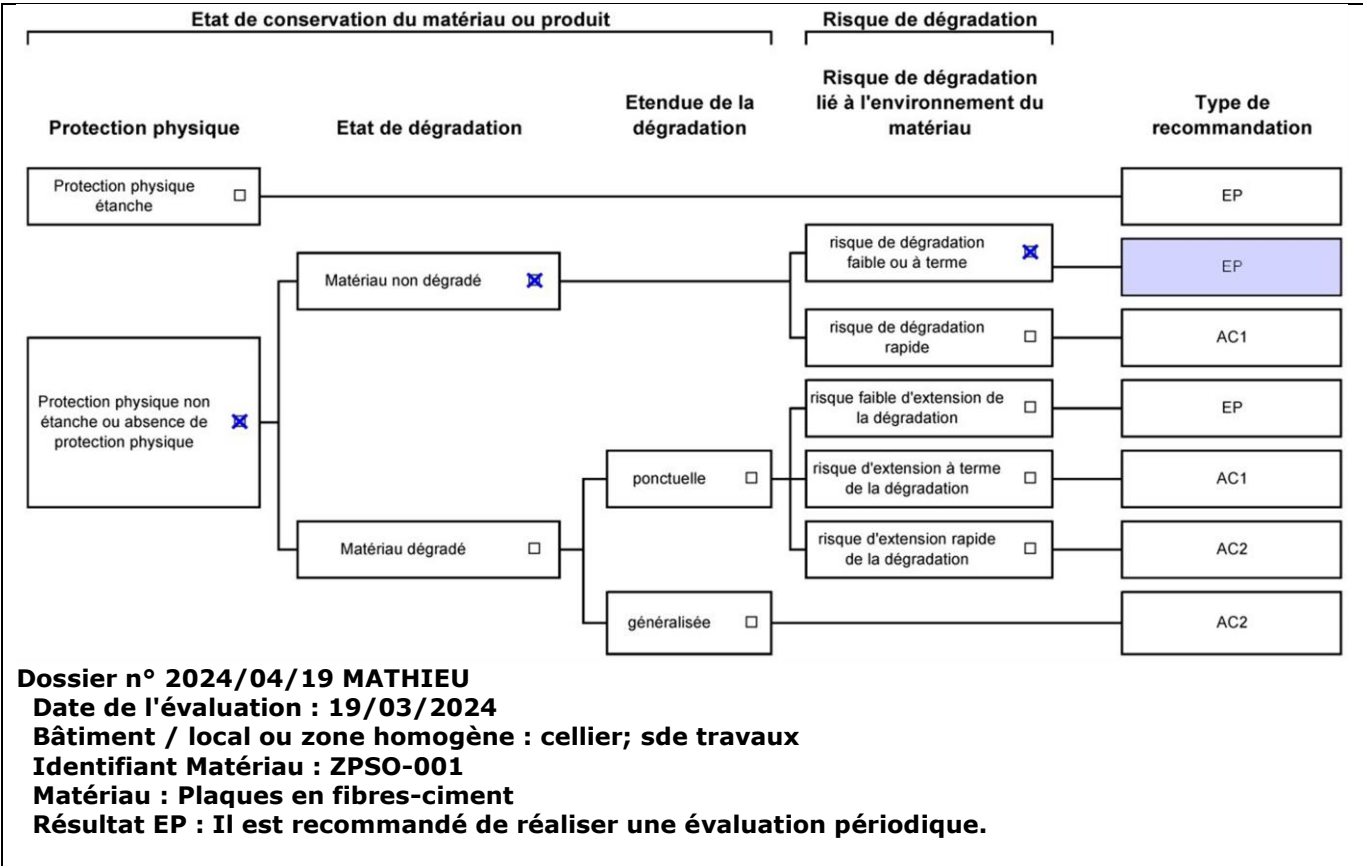 Etat de conservation du matériau ou produit
Risque de dégradation
Protection physique
Etat de dégradation
Etendue de la
dégradation
Risque de dégradation
lié à l'environnement du
matériau
Type de
recommandation
Protection physique
étanche
EP
risque de dégradation
faible ou à terme
EP
Matériau non dégradé
risque de dégradation
rapide
AC1
Protection physique non
étanche ou absence de
protection physique
risque faible d'extension de
la dégradation
EP
ponctuelle
risque d'extension à terme
de la dégradation
AC1
Matériau dégradé
risque d'extension rapide
de la dégradation
AC2
généralisée
AC2
Dossier n° 2024/04/19 MATHIEU
Date de l'évaluation : 19/03/2024
Bâtiment / local ou zone homogène : cellier; sde travaux
Identifiant Matériau : ZPSO-001
Matériau : Plaques en fibres-ciment
Résultat EP : Il est recommandé de réaliser une évaluation périodique.